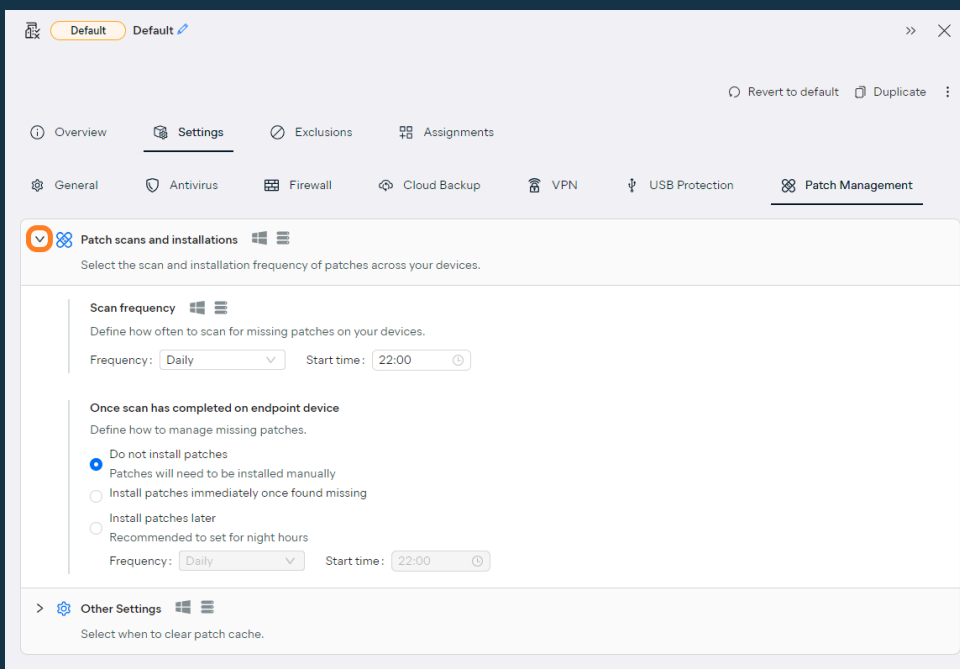 Default Default
Revert to default Duplicate
Overview Settings Exclusions Assignments
General Antivirus Firewall Cloud Backup VPN USB Protection Patch Management
Patch scans and installations
Select the scan and installation frequency of patches across your devices.
Scan frequency
Define how often to scan for missing patches on your devices.
Frequency: Daily Start time: 22:00
Once scan has completed on endpoint device
Define how to manage missing patches.
Do not install patches
Patches will need to be installed manually
Install patches immediately once found missing
Install patches later
Recommended to set for night hours
Frequency: Daily Start time: 22:00
Other Settings
Select when to clear patch cache.